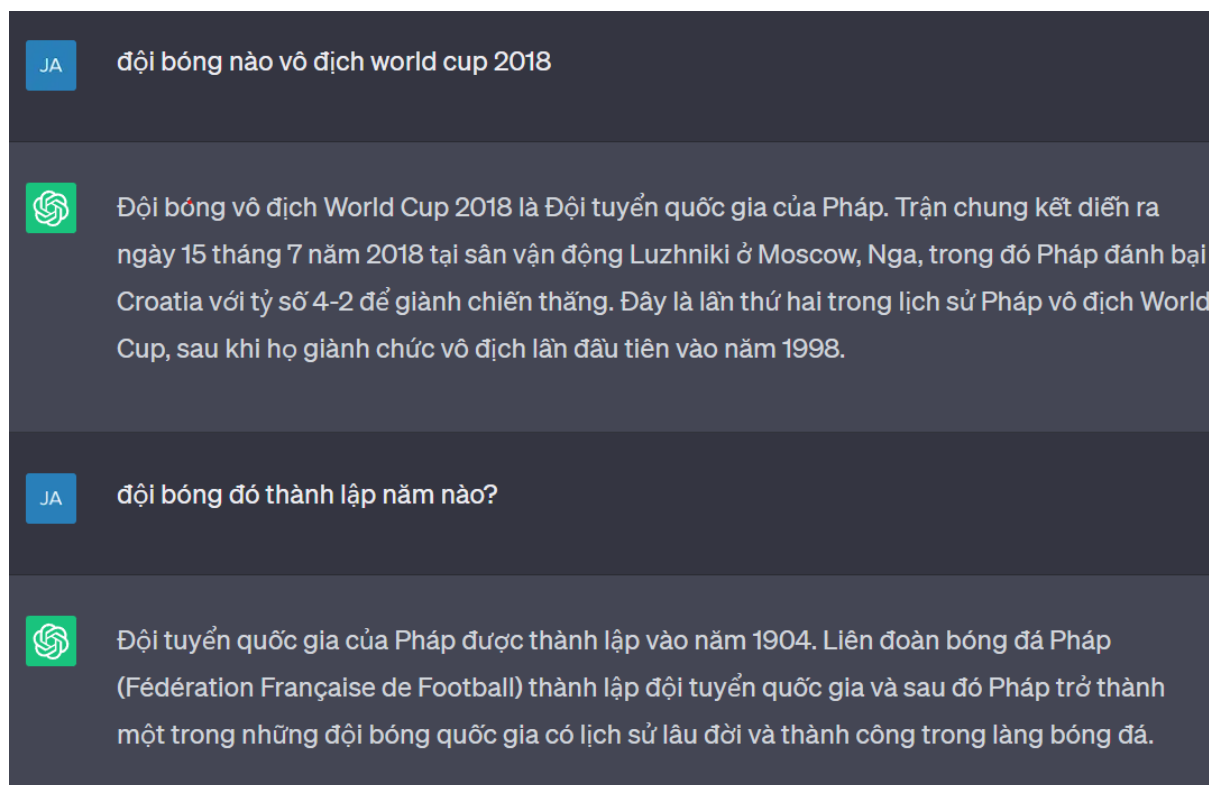 JA
đội bóng nào vô địch world cup 2018
Đội bóng vô địch World Cup 2018 là Đội tuyển quốc gia của Pháp. Trận chung kết diễn ra
ngày 15 tháng 7 năm 2018 tại sân vận động Luzhniki ở Moscow, Nga, trong đó Pháp đánh bại
Croatia với tỷ số 4-2 để giành chiến thắng. Đây là lần thứ hai trong lịch sử Pháp vô địch World
Cup, sau khi họ giành chức vô địch lần đầu tiên vào năm 1998.
JA
đội bóng đó thành lập năm nào?
Đội tuyển quốc gia của Pháp được thành lập vào năm 1904. Liên đoàn bóng đá Pháp
(Fédération Française de Football) thành lập đội tuyển quốc gia và sau đó Pháp trở thành
một trong những đội bóng quốc gia có lịch sử lâu đời và thành công trong làng bóng đá.